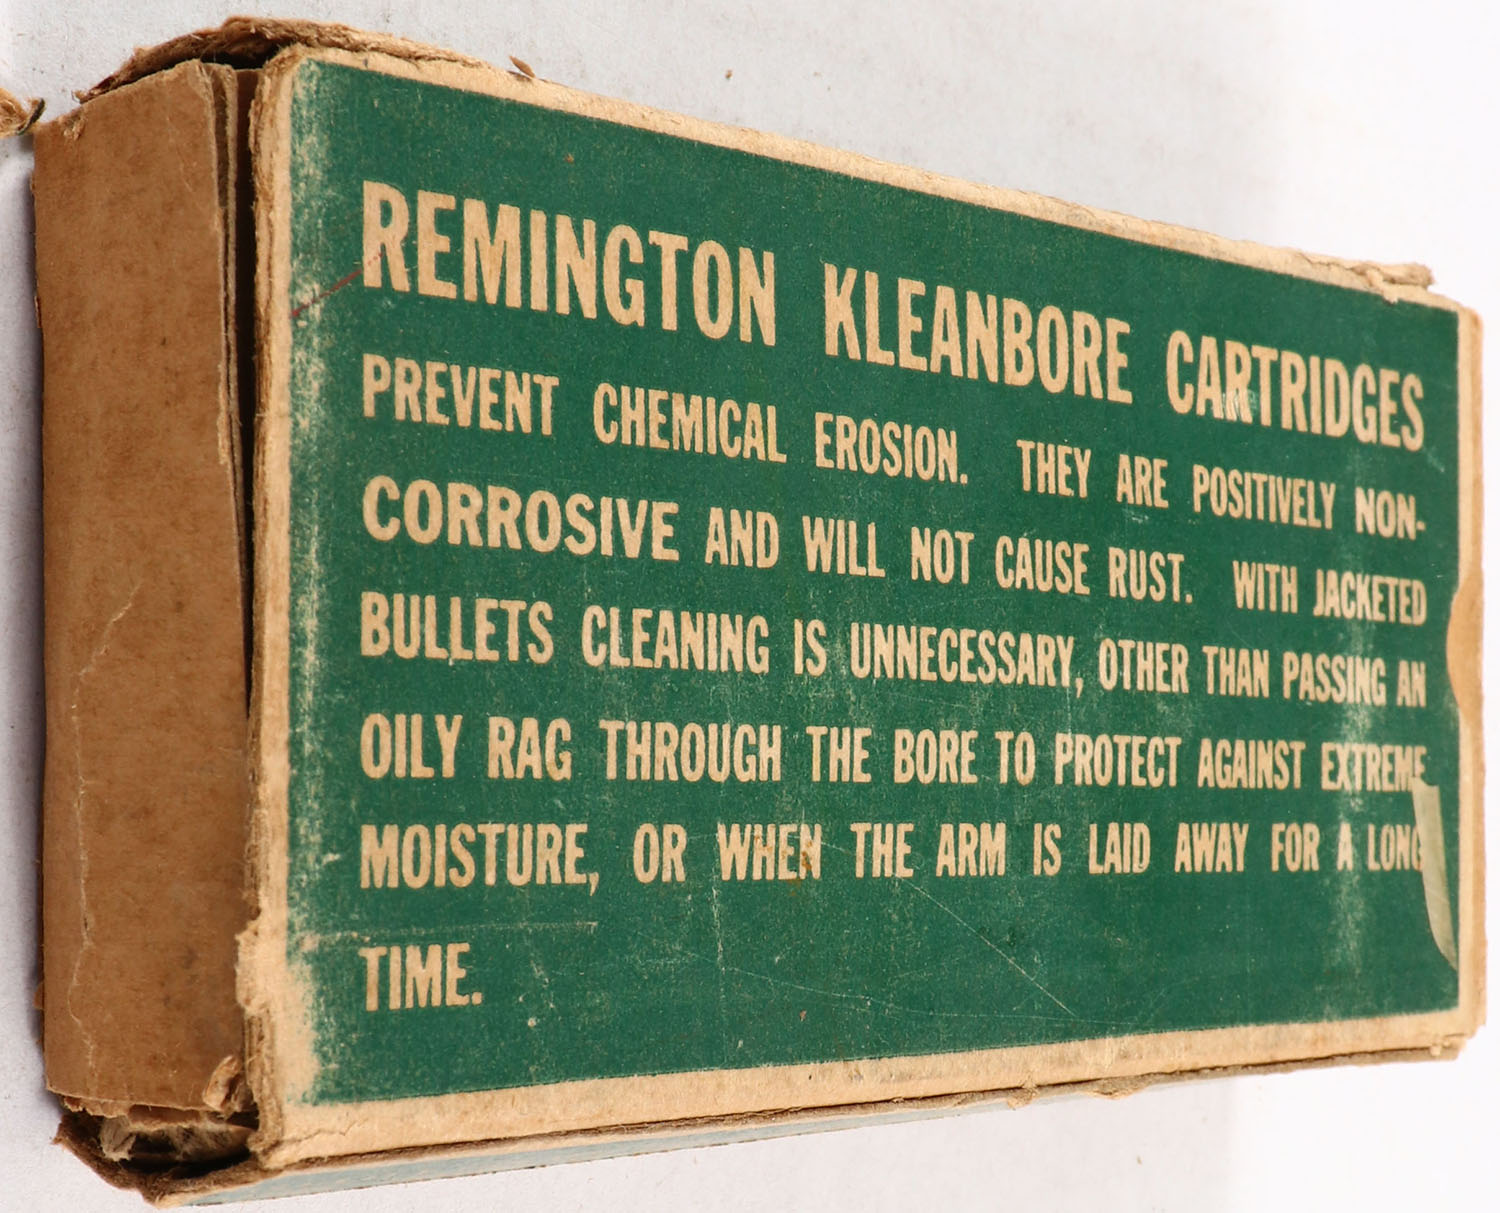 REMINGTON KLEANBORE CARTRIDGES
PREVENT CHEMICAL EROSION. THEY ARE POSITIVELY NON-
CORROSIVE AND WILL NOT CAUSE RUST. WITH JACKETED
BULLETS CLEANING IS UNNECESSARY, OTHER THAN PASSING AN
OILY RAG THROUGH THE BORE TO PROTECT AGAINST EXTREME
MOISTURE, OR WHEN THE ARM IS LAID AWAY FOR A LONG
TIME.